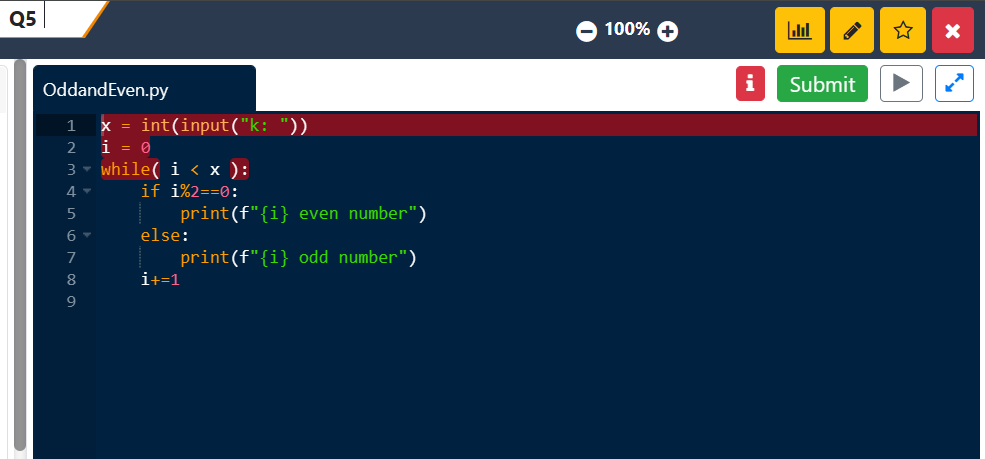 Q5
100%
OddandEven.py
i
Submit
1 x = int(input("k: "))
2 i = 0
3 while( i < x ):
4     if i%2==0:
5         print(f"{i} even number")
6     else:
7         print(f"{i} odd number")
8     i+=1
9